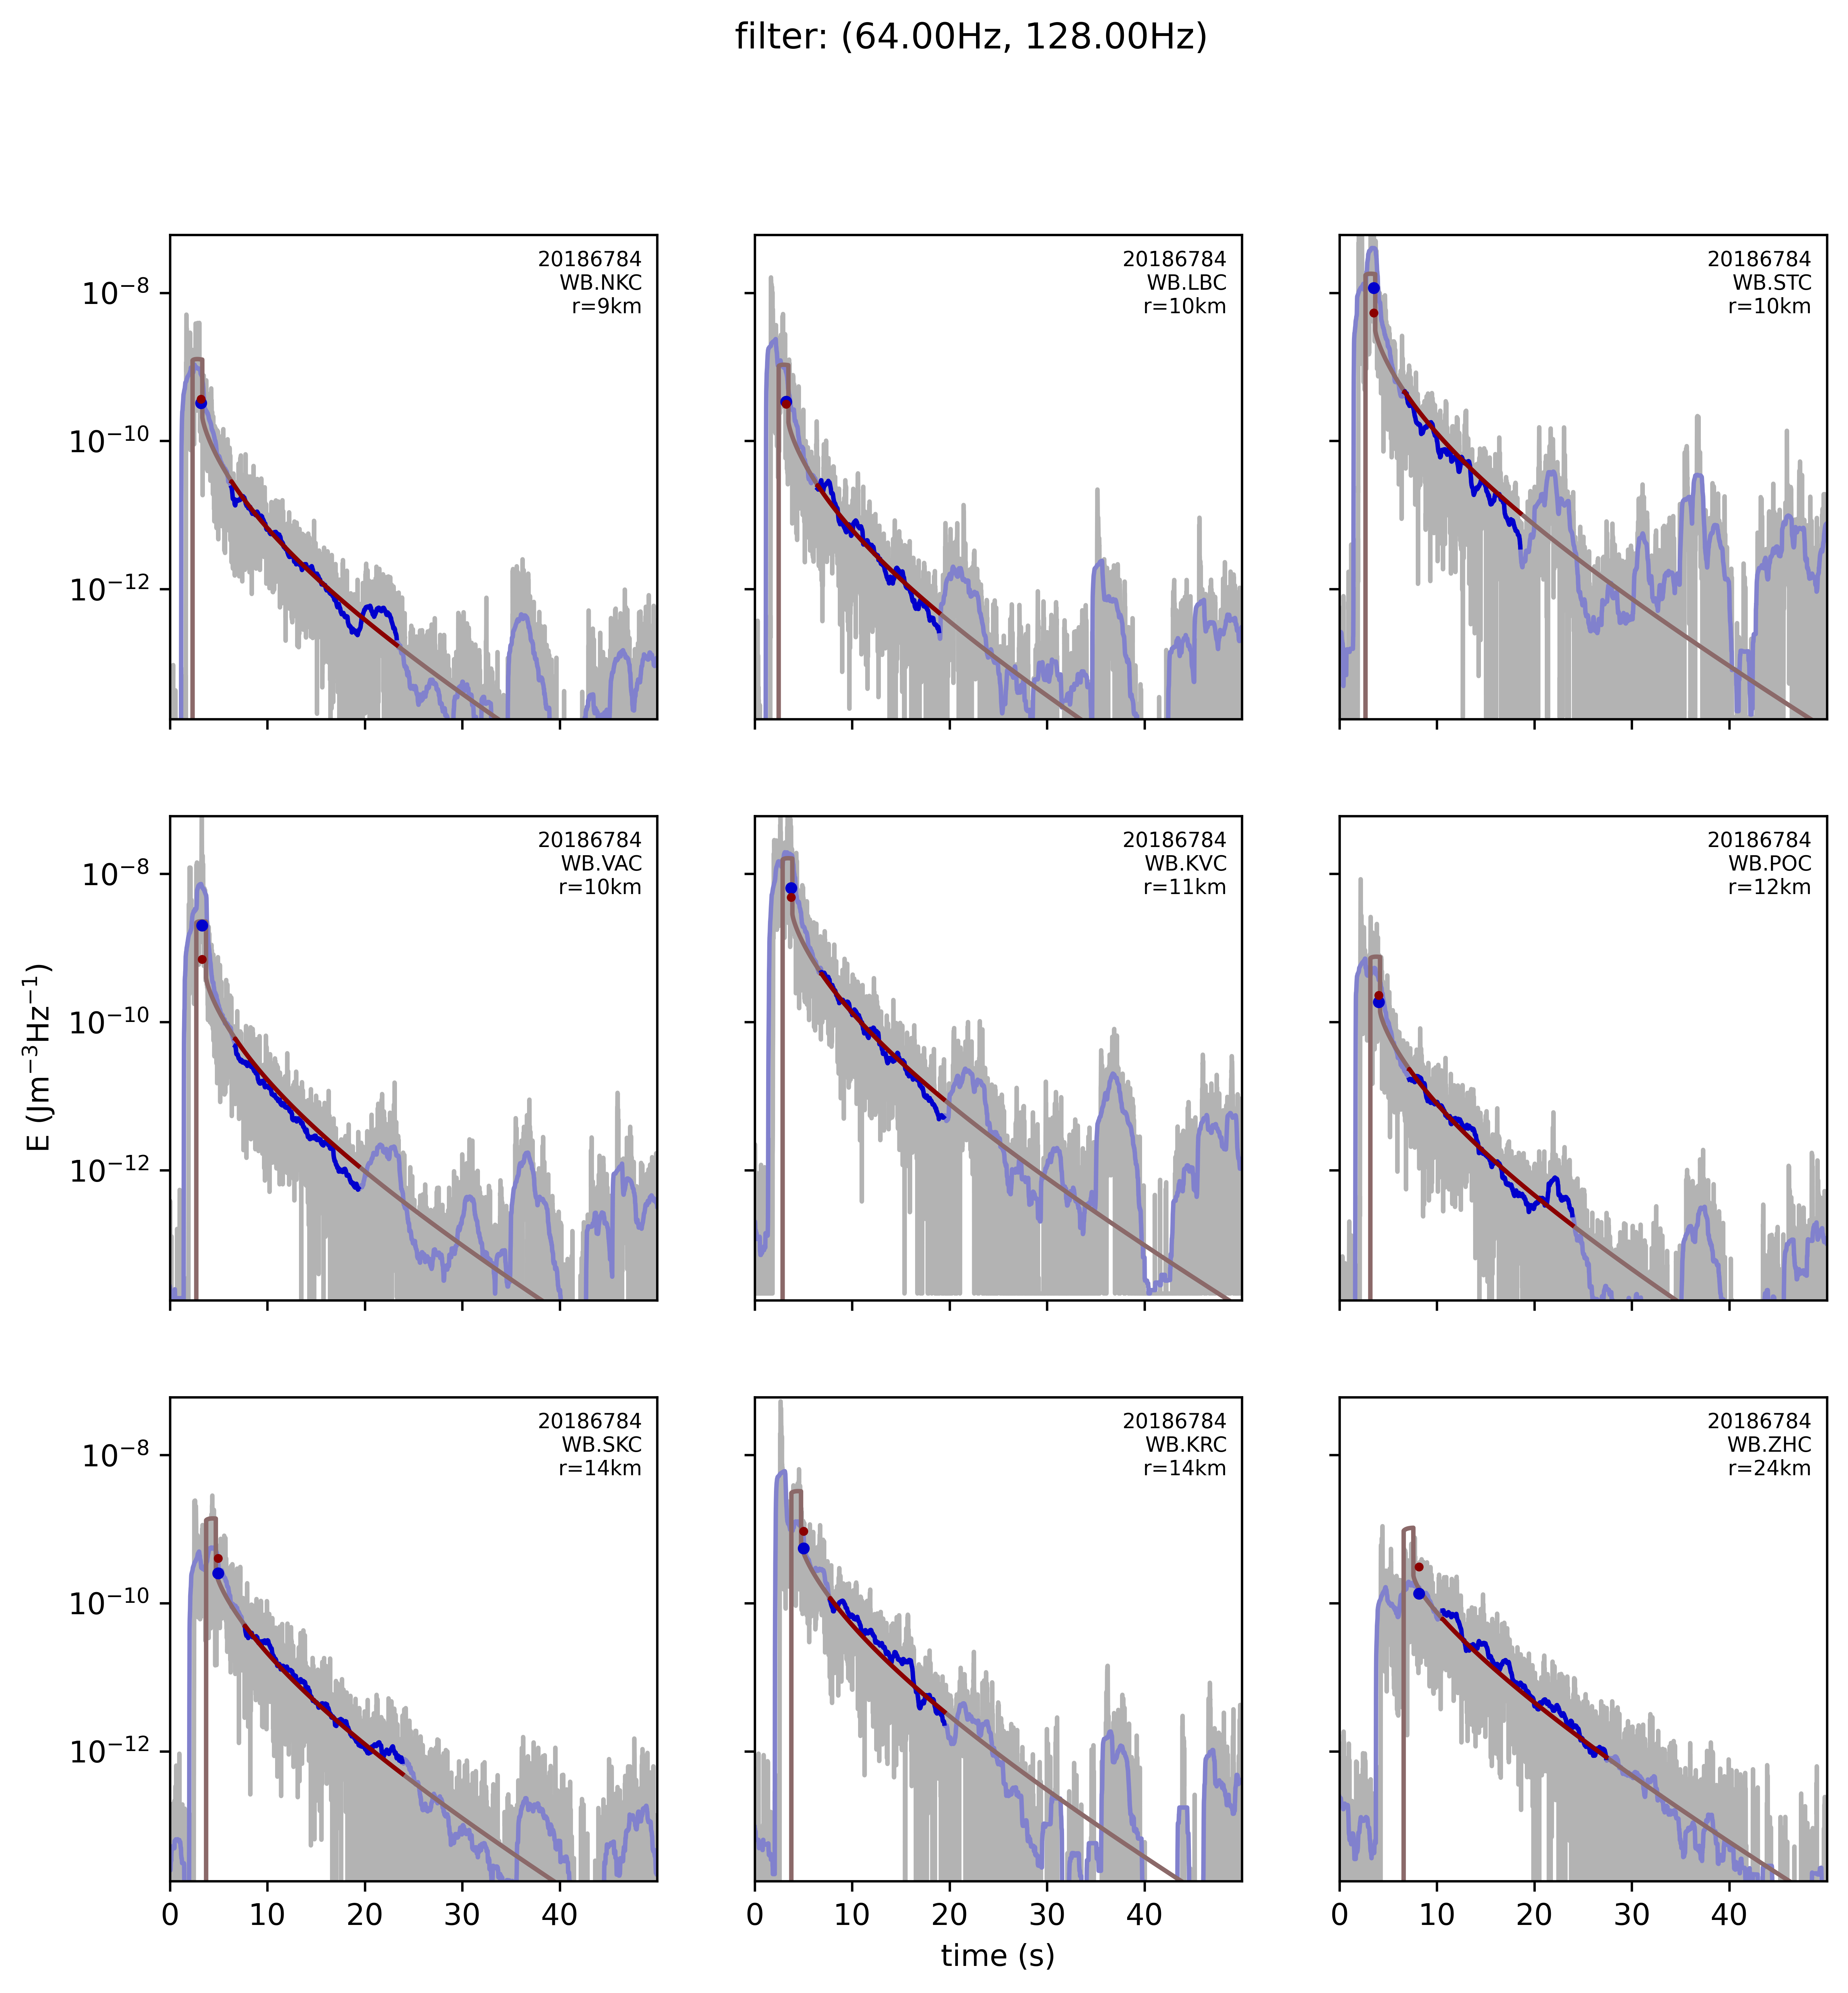 filter: (64.00Hz, 128.00Hz)
20186784
WB.NKC
r=9km
20186784
WB.LBC
r=10km
20186784
WB.STC
r=10km
10⁻⁸
10⁻¹⁰
10⁻¹²
20186784
WB.VAC
r=10km
20186784
WB.KVC
r=11km
20186784
WB.POC
r=12km
10⁻⁸
10⁻¹⁰
10⁻¹²
E (Jm⁻³Hz⁻¹)
20186784
WB.SKC
r=14km
20186784
WB.KRC
r=14km
20186784
WB.ZHC
r=24km
10⁻⁸
10⁻¹⁰
10⁻¹²
0 10 20 30 40
0 10 20 30 40
0 10 20 30 40
time (s)